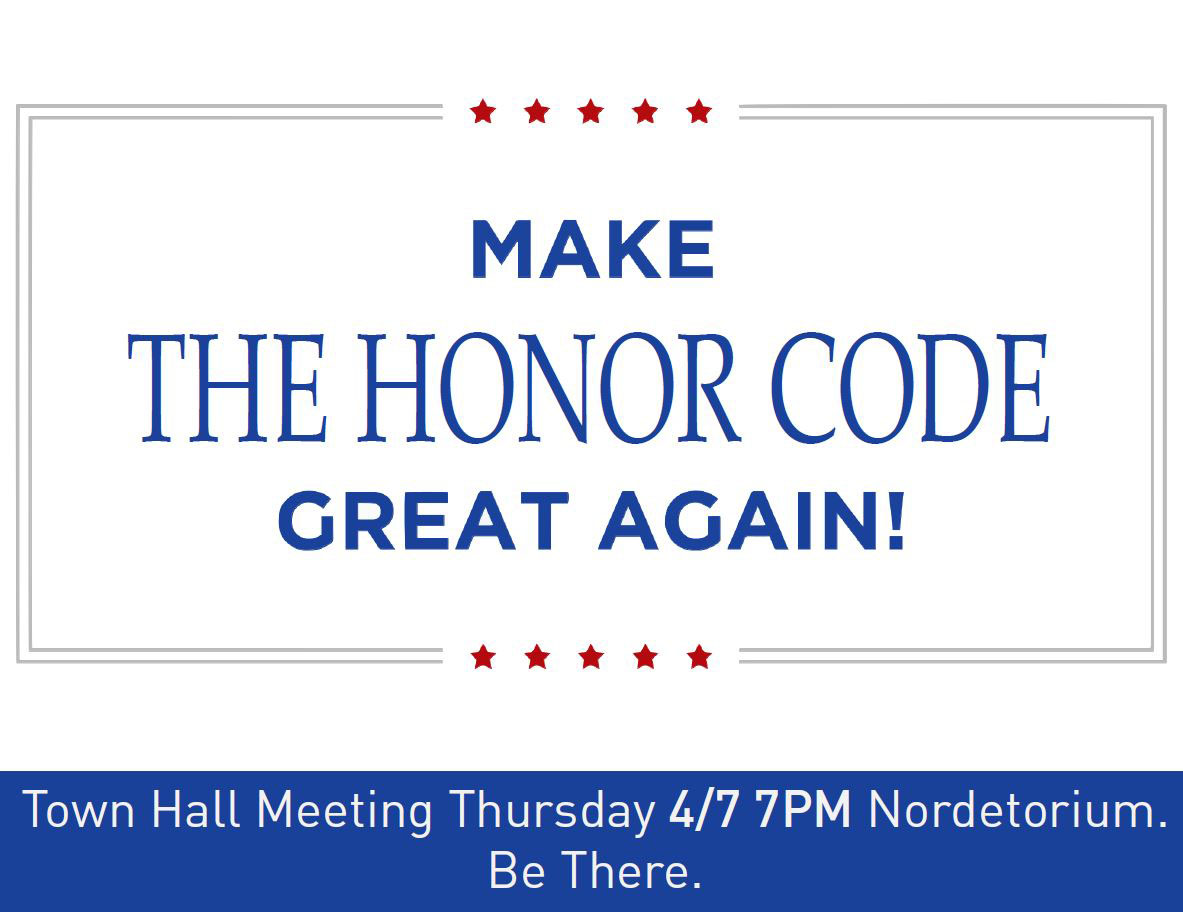 MAKE
THE HONOR CODE
GREAT AGAIN!
Town Hall Meeting Thursday 4/7 7PM Nordetorium.
Be There.